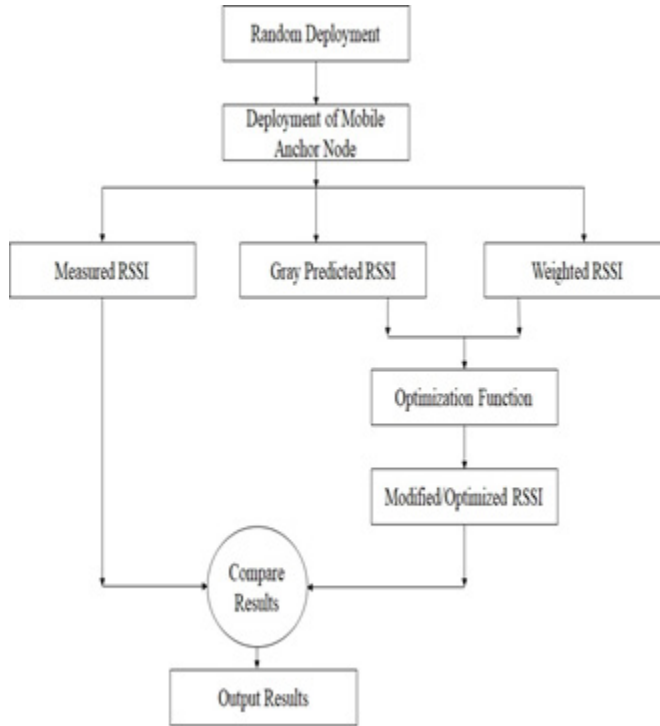 Random Deployment
Deployment of Mobile
Anchor Node
Measured RSSI
Gray Predicted RSSI
Weighted RSSI
Optimization Function
Modified/Optimized RSSI
Compare
Results
Output Results